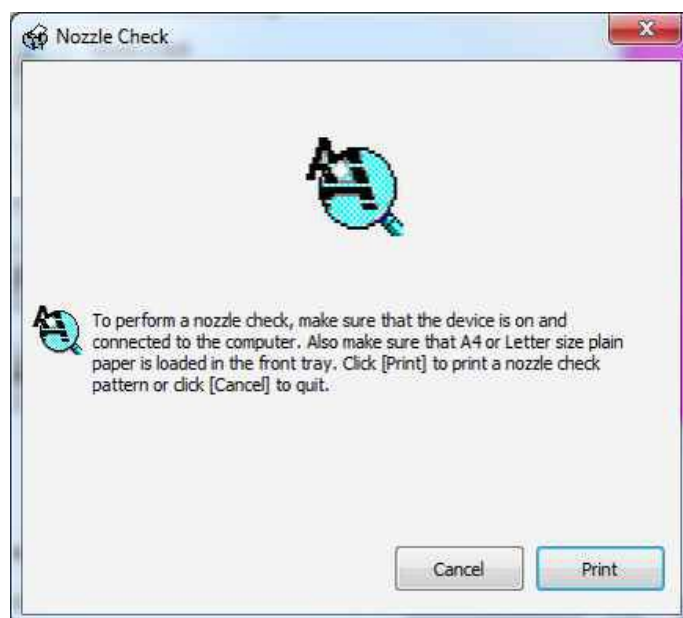 Nozzle Check
To perform a nozzle check, make sure that the device is on and
connected to the computer. Also make sure that A4 or Letter size plain
paper is loaded in the front tray. Click [Print] to print a nozzle check
pattern or click [Cancel] to quit.
Cancel
Print